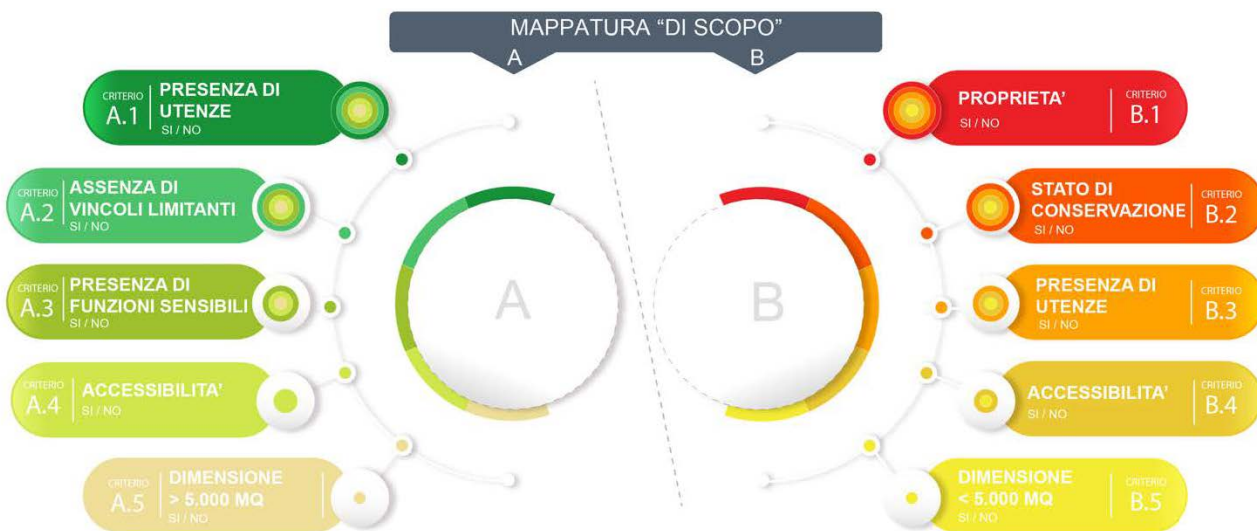 MAPPATURA “DI SCOPO”
A
B
CRITERIO
A.1
PRESENZA DI
UTENZE
SI / NO
CRITERIO
A.2
ASSENZA DI
VINCOLI LIMITANTI
SI / NO
CRITERIO
A.3
PRESENZA DI
FUNZIONI SENSIBILI
SI / NO
CRITERIO
A.4
ACCESSIBILITA’
SI / NO
CRITERIO
A.5
DIMENSIONE
> 5.000 MQ
SI / NO
A
B
PROPRIETA’
SI / NO
CRITERIO
B.1
STATO DI
CONSERVAZIONE
SI / NO
CRITERIO
B.2
PRESENZA DI
UTENZE
SI / NO
CRITERIO
B.3
ACCESSIBILITA’
SI / NO
CRITERIO
B.4
DIMENSIONE
< 5.000 MQ
SI / NO
CRITERIO
B.5